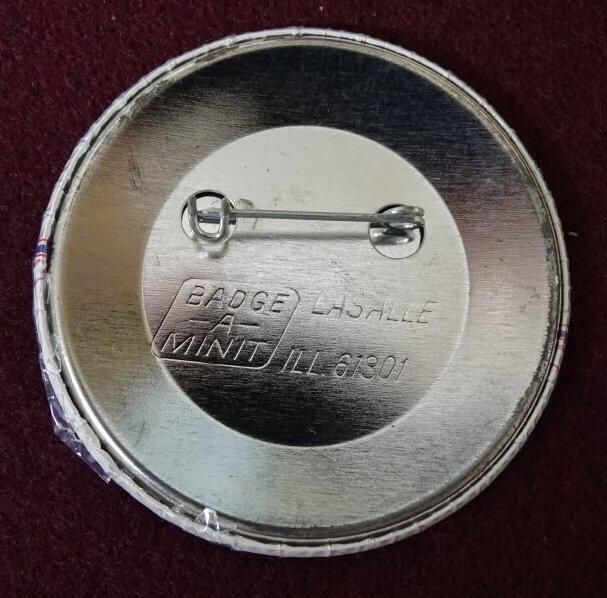 BADGE
-A-
MINIT
LASALLE
ILL. 61301